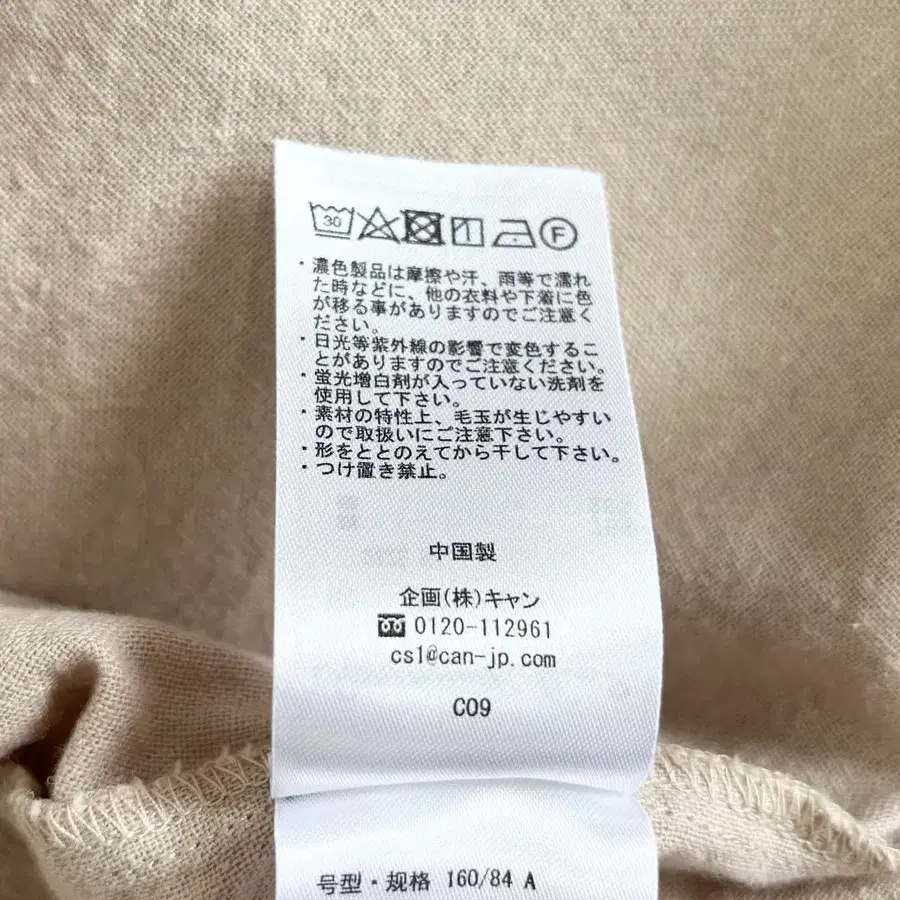 30
F
・濃色製品は摩擦や汗、雨等で濡れ
た時などに、他の衣料や下着に色
が移る事がありますのでご注意く
ださい。
・日光等紫外線の影響で変色するこ
とがありますのでご注意ください。
・蛍光増白剤が入っていない洗剤を
使用して下さい。
・素材の特性上、毛玉が生じやすい
ので取扱いにご注意下さい。
・形をととのえてから干して下さい。
・つけ置き禁止。
中国製
企画(株)キャン
0120-112961
cs1@can-jp.com
C09
号型・规格 160/84 A